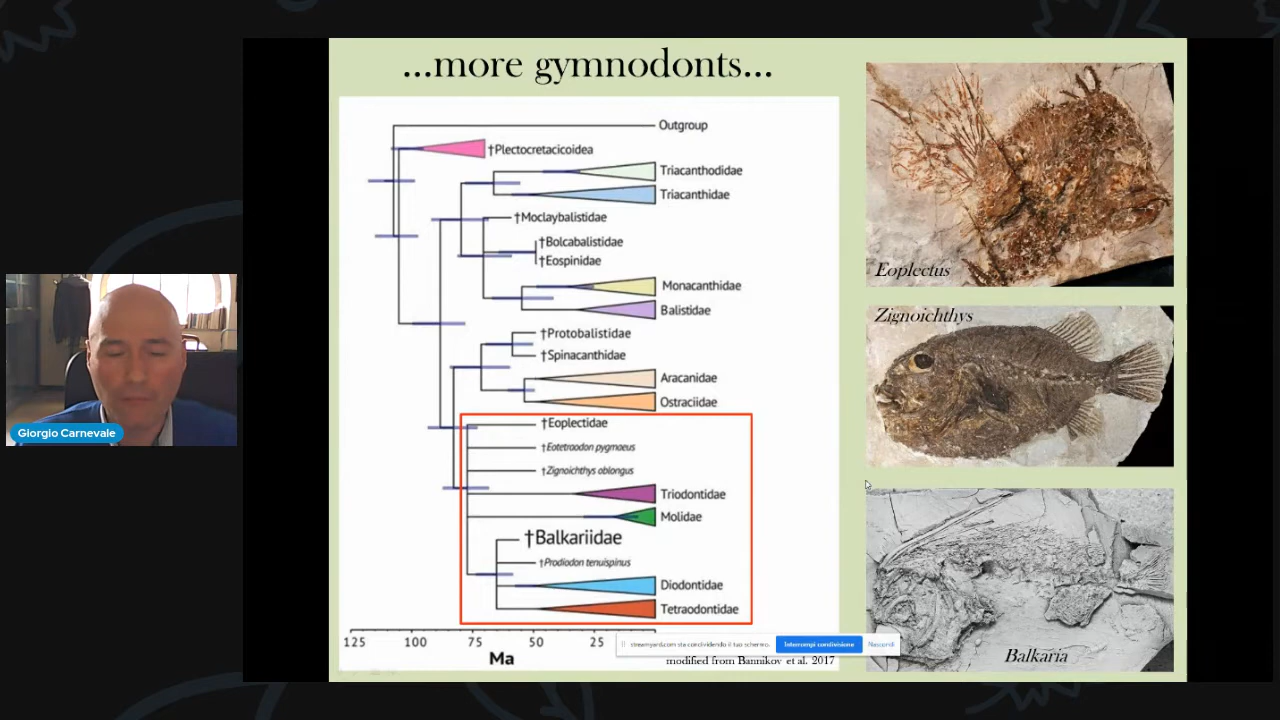 ...more gymnodonts...
Outgroup
†Plectocretacicoidea
Triacanthodidae
Triacanthidae
†Moclaybalistidae
†Bolcabalistidae
†Eospinidae
Monacanthidae
Balistidae
†Protobalistidae
†Spinacanthidae
Aracanidae
Ostraciidae
†Eoplectidae
†Eotetraodon pygmaeus
†Zignoichthys oblongus
Triodontidae
Molidae
†Balkariidae
†Prodiodon tenuispinus
Diodontidae
Tetraodontidae
125 100 75 50 25
Ma
streamyard.com sta condividendo il tuo schermo. Interrompi condivisione Nascondi
modified from Bannikov et al. 2017
Eoplectus
Zignoichthys
Balkaria
Giorgio Carnevale